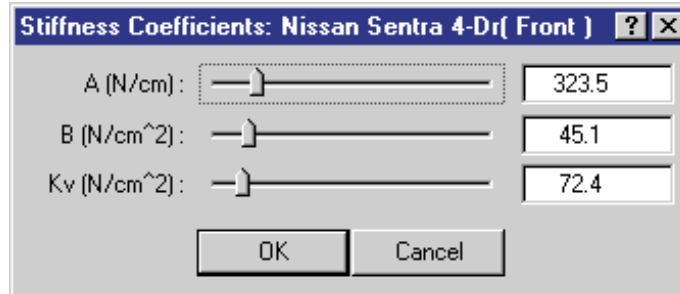 Stiffness Coefficients: Nissan Sentra 4-Dr( Front ) ? ×
A (N/cm) : 323.5
B (N/cm^2) : 45.1
Kv (N/cm^2) : 72.4
OK Cancel